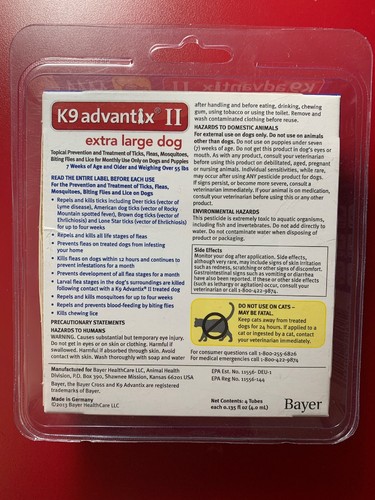 K9 advantix
K9 advantix® II
extra large dog
Topical Prevention and Treatment of Ticks, Fleas, Mosquitoes,
Biting Flies and Lice for Monthly Use Only on Dogs and Puppies
7 Weeks of Age and Older and Weighing Over 55 lbs
READ THE ENTIRE LABEL BEFORE EACH USE
For the Prevention and Treatment of Ticks, Fleas,
Mosquitoes, Biting Flies and Lice on Dogs
• Repels and kills ticks including Deer ticks (vector of
Lyme disease), American dog ticks (vector of Rocky
Mountain spotted fever), Brown dog ticks (vector of
Ehrlichiosis) and Lone Star ticks (vector of Ehrlichiosis)
for up to four weeks
• Repels and kills all life stages of fleas
• Prevents fleas on treated dogs from infesting
your home
• Kills fleas on dogs within 12 hours and continues to
prevent infestations for a month
• Prevents development of all flea stages for a month
• Larval flea stages in the dog's surroundings are killed
following contact with a K9 Advantix® II treated dog
• Repels and kills mosquitoes for up to four weeks
• Repels and prevents blood-feeding by biting flies
• Kills chewing lice
PRECAUTIONARY STATEMENTS
HAZARDS TO HUMANS
WARNING. Causes substantial but temporary eye injury.
Do not get in eyes or on skin or clothing. Harmful if
swallowed. Harmful if absorbed through skin. Avoid
contact with skin. Wash thoroughly with soap and water
after handling and before eating, drinking, chewing
gum, using tobacco or using the toilet. Remove and
wash contaminated clothing before reuse.
HAZARDS TO DOMESTIC ANIMALS
For external use on dogs only. Do not use on animals
other than dogs. Do not use on puppies under seven
(7) weeks of age. Do not get this product in dog's eyes or
mouth. As with any product, consult your veterinarian
before using this product on debilitated, aged, pregnant
or nursing animals. Individual sensitivities, while rare,
may occur after using ANY pesticide product for dogs.
If signs persist, or become more severe, consult a
veterinarian immediately. If your animal is on medication,
consult your veterinarian before using this or any other
product.
ENVIRONMENTAL HAZARDS
This pesticide is extremely toxic to aquatic organisms,
including fish and invertebrates. Do not add directly to
water. Do not contaminate water when disposing of
product or packaging.
Side Effects
Monitor your dog after application. Side effects,
although very rare, may include signs of skin irritation
such as redness, scratching or other signs of discomfort.
Gastrointestinal signs such as vomiting or diarrhea
have also been reported. If these or other side effects
(such as lethargy or agitation) occur, consult your
veterinarian or call 1-800-422-9874.
DO NOT USE ON CATS –
MAY BE FATAL.
Keep cats away from treated
dogs for 24 hours. If applied to a
cat or ingested by a cat, contact
your veterinarian immediately.
For consumer questions call 1-800-255-6826
For medical emergencies call 1-800-422-9874
Manufactured for Bayer HealthCare LLC, Animal Health
Division, P.O. Box 390, Shawnee Mission, Kansas 66201 USA
Bayer, the Bayer Cross and K9 Advantix are registered
trademarks of Bayer.
Made in Germany
©2013 Bayer HealthCare LLC
EPA Est. No. 11556- DEU-1
EPA Reg. No. 11556-144
Net Contents: 4 Tubes
each 0.135 fl oz (4.0 mL)
Bayer